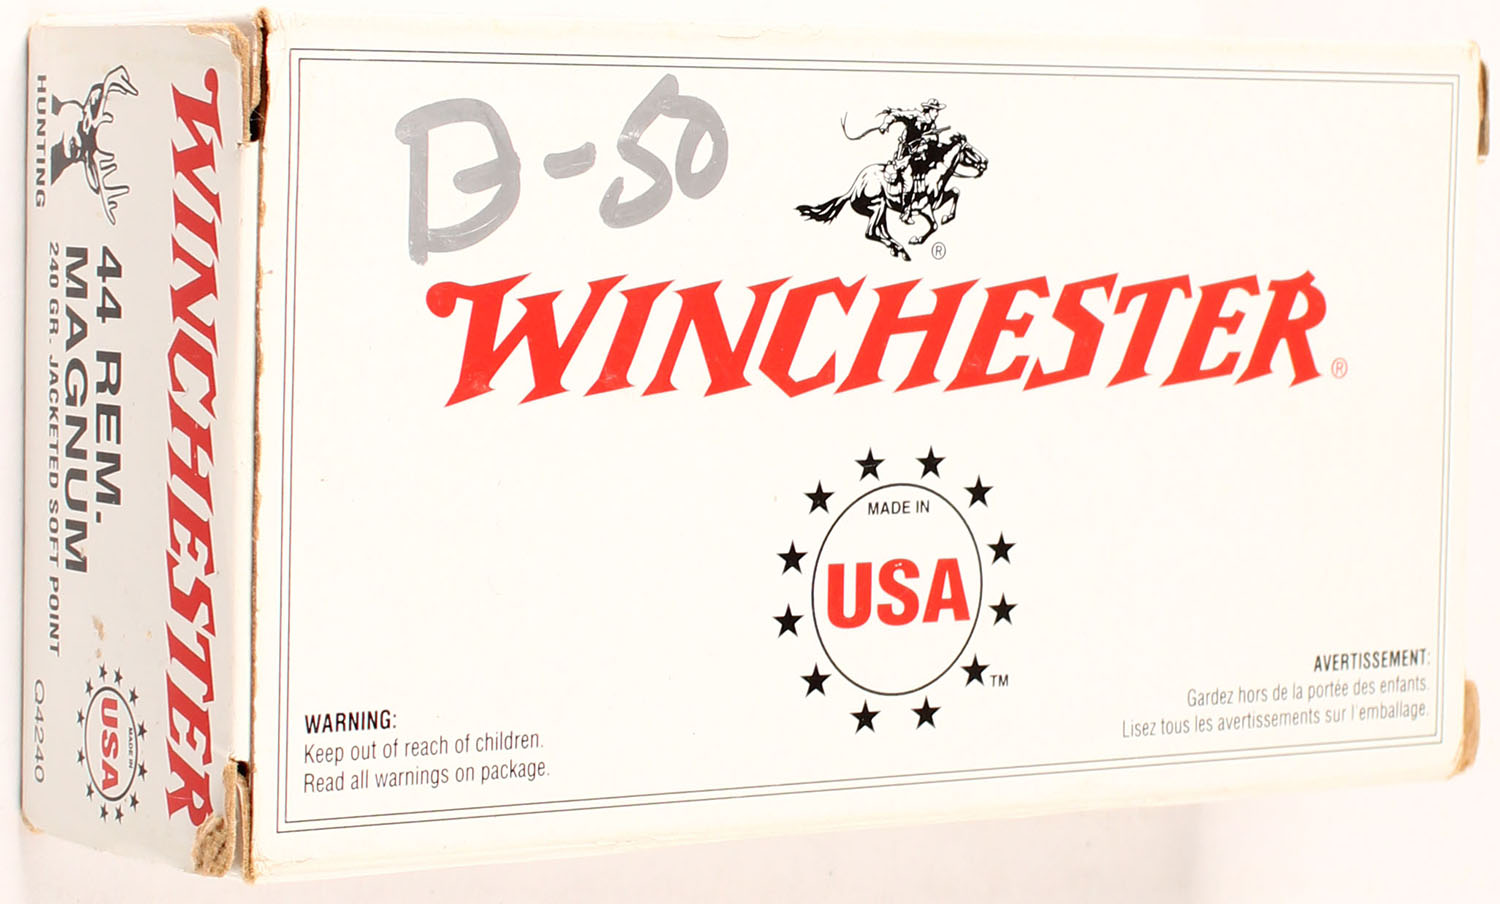 B-50
®
WINCHESTER®
MADE IN
USA
TM
WARNING:
Keep out of reach of children.
Read all warnings on package.
AVERTISSEMENT:
Gardez hors de la portée des enfants.
Lisez tous les avertissements sur l'emballage.
WINCHESTER
HUNTING
44 REM.
MAGNUM
240 GR. JACKETED SOFT POINT
MADE IN
USA
Q4240